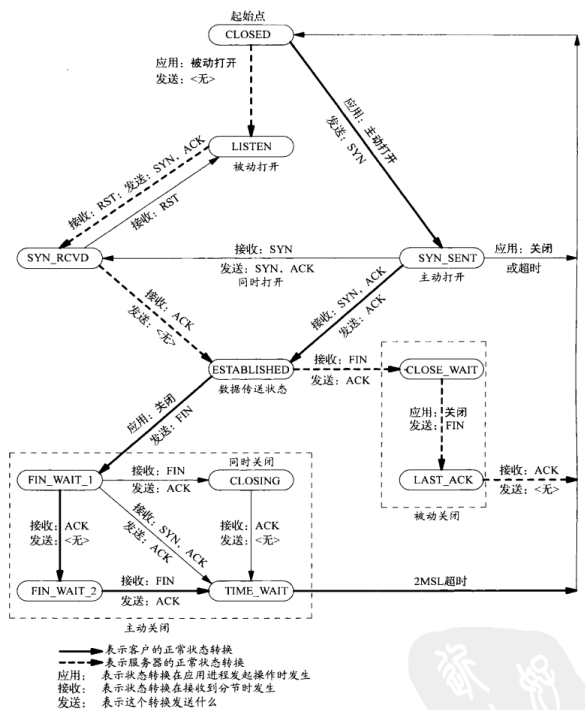 起始点
CLOSED
应用：被动打开
发送：<无>
应用：主动打开
发送：SYN
LISTEN
被动打开
接收：RST；发送：SYN，ACK
接收：RST
SYN_RCVD
接收：SYN
发送：SYN，ACK
同时打开
SYN_SENT
主动打开
应用：关闭
或超时
接收：ACK
发送：<无>
接收：SYN，ACK
发送：ACK
ESTABLISHED
数据传送状态
接收：FIN
发送：ACK
CLOSE_WAIT
应用：关闭
发送：FIN
应用：关闭
发送：FIN
LAST_ACK
被动关闭
接收：ACK
发送：<无>
同时关闭
FIN_WAIT_1
接收：FIN
发送：ACK
CLOSING
接收：ACK
发送：<无>
接收：SYN，ACK
发送：ACK
接收：ACK
发送：<无>
FIN_WAIT_2
接收：FIN
发送：ACK
TIME_WAIT
2MSL超时
主动关闭
表示客户的正常状态转换
表示服务器的正常状态转换
应用： 表示状态转换在应用进程发起操作时发生
接收： 表示状态转换在接收到分节时发生
发送： 表示这个转换发送什么